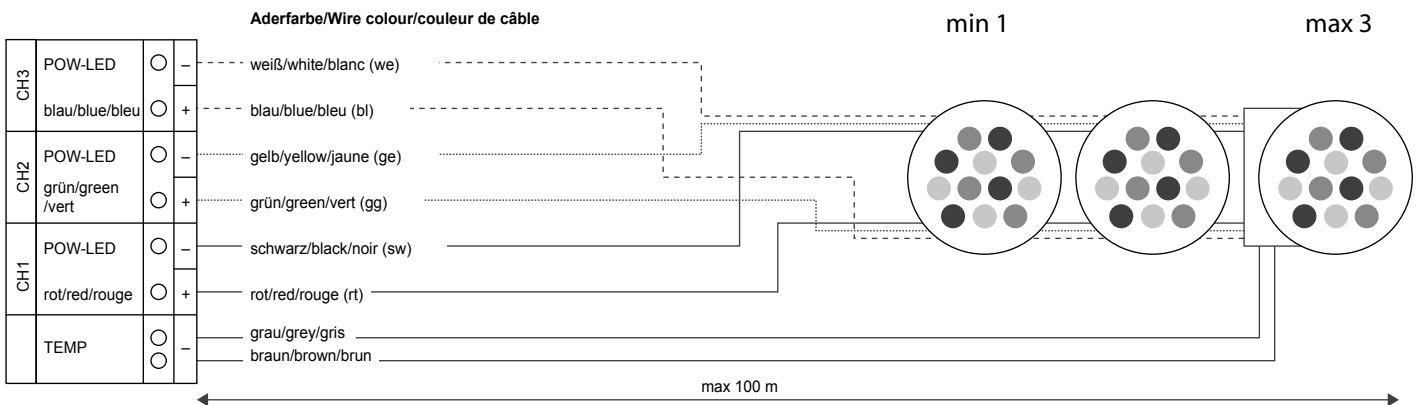 Aderfarbe/Wire colour/couleur de câble
min 1
max 3
CH3
POW-LED
–
weiß/white/blanc (we)
blau/blue/bleu
+
blau/blue/bleu (bl)
CH2
POW-LED
–
gelb/yellow/jaune (ge)
grün/green
/vert
+
grün/green/vert (gg)
CH1
POW-LED
–
schwarz/black/noir (sw)
rot/red/rouge
+
rot/red/rouge (rt)
TEMP
–
grau/grey/gris
braun/brown/brun
max 100 m